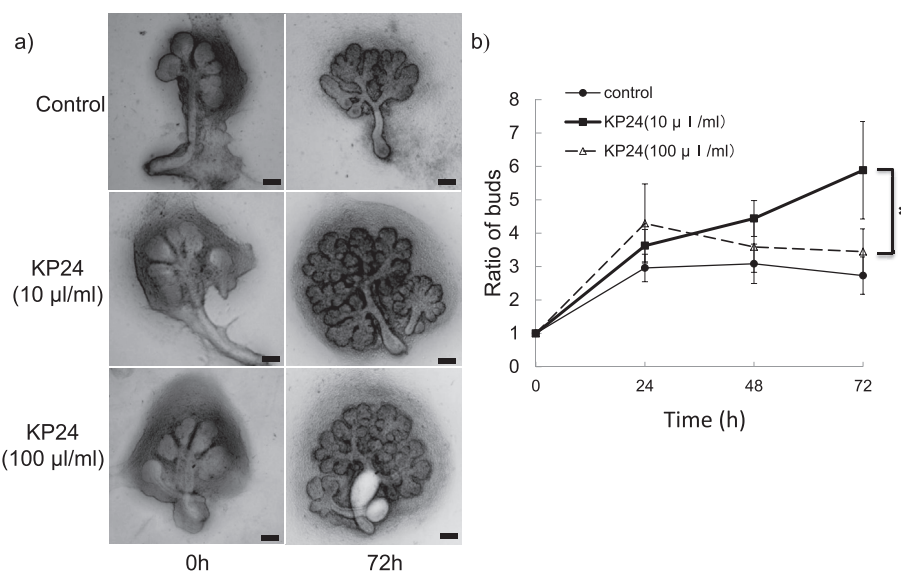 a)
Control
KP24
(10 µl/ml)
KP24
(100 µl/ml)
0h
72h
b)
control
KP24(10 μ l /ml)
KP24(100 μ l /ml)
Ratio of buds
8
7
6
5
4
3
2
1
0
0
24
48
72
Time (h)